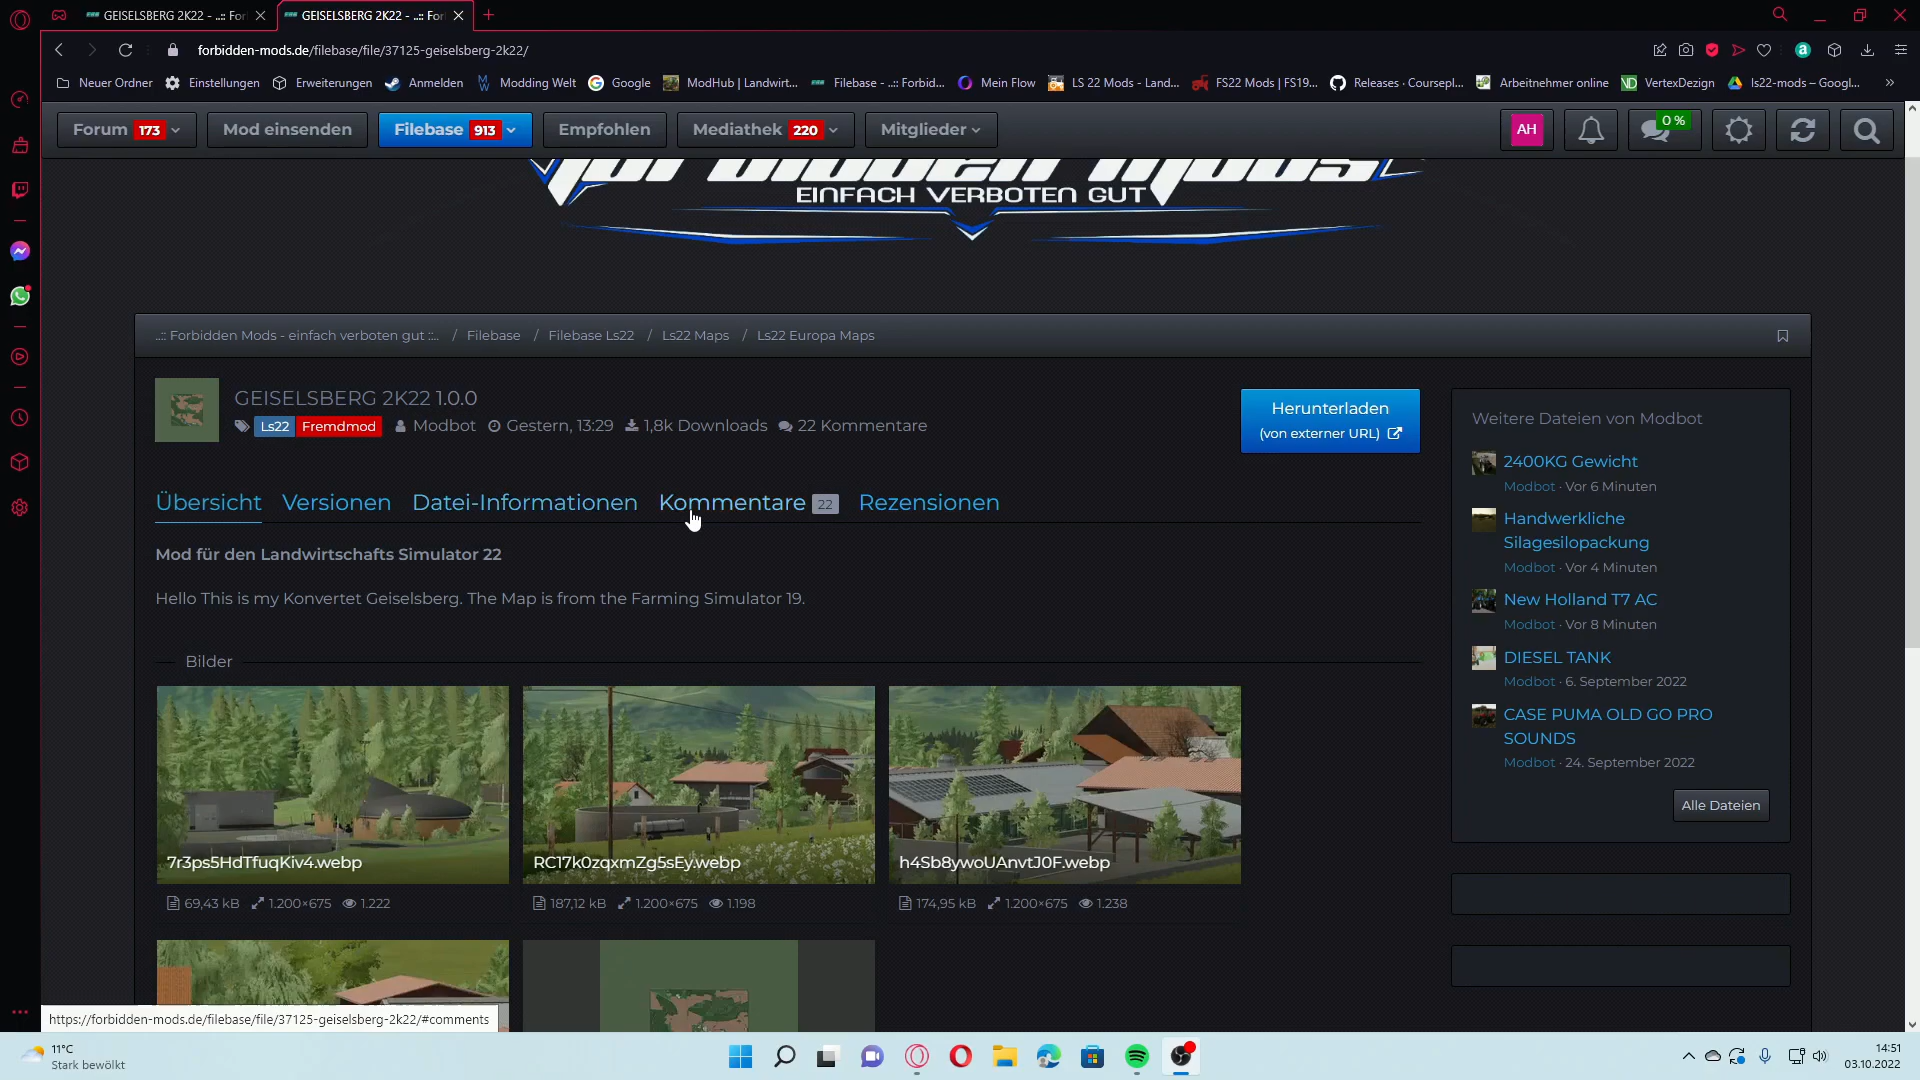 GEISELSBERG 2K22 - ..:: For
GEISELSBERG 2K22 - ..:: For
forbidden-mods.de/filebase/file/37125-geiselsberg-2k22/
Neuer Ordner
Einstellungen
Erweiterungen
Anmelden
Modding Welt
Google
ModHub | Landwirt...
Filebase - ..:: Forbid...
Mein Flow
LS 22 Mods - Land...
FS22 Mods | FS19...
Releases · Coursepl...
Arbeitnehmer online
VertexDezign
ls22-mods – Googl...
Forum 173
Mod einsenden
Filebase 913
Empfohlen
Mediathek 220
Mitglieder
AH
0 %
Forbidden Mods
EINFACH VERBOTEN GUT
..:: Forbidden Mods - einfach verboten gut ::.. / Filebase / Filebase Ls22 / Ls22 Maps / Ls22 Europa Maps
GEISELSBERG 2K22 1.0.0
Ls22 Fremdmod Modbot Gestern, 13:29 1,8k Downloads 22 Kommentare
Herunterladen
(von externer URL)
Übersicht Versionen Datei-Informationen Kommentare 22 Rezensionen
Mod für den Landwirtschafts Simulator 22
Hello This is my Konvertet Geiselsberg. The Map is from the Farming Simulator 19.
Bilder
7r3ps5HdTfuqKiv4.webp
69,43 kB 1.200×675 1.222
RC17k0zqxmZg5sEy.webp
187,12 kB 1.200×675 1.198
h4Sb8ywoUAnvtJ0F.webp
174,95 kB 1.200×675 1.238
Weitere Dateien von Modbot
2400KG Gewicht
Modbot · Vor 6 Minuten
Handwerkliche
Silagesilopackung
Modbot · Vor 4 Minuten
New Holland T7 AC
Modbot · Vor 8 Minuten
DIESEL TANK
Modbot · 6. September 2022
CASE PUMA OLD GO PRO
SOUNDS
Modbot · 24. September 2022
Alle Dateien
https://forbidden-mods.de/filebase/file/37125-geiselsberg-2k22/#comments
11°C
Stark bewölkt
14:51
03.10.2022